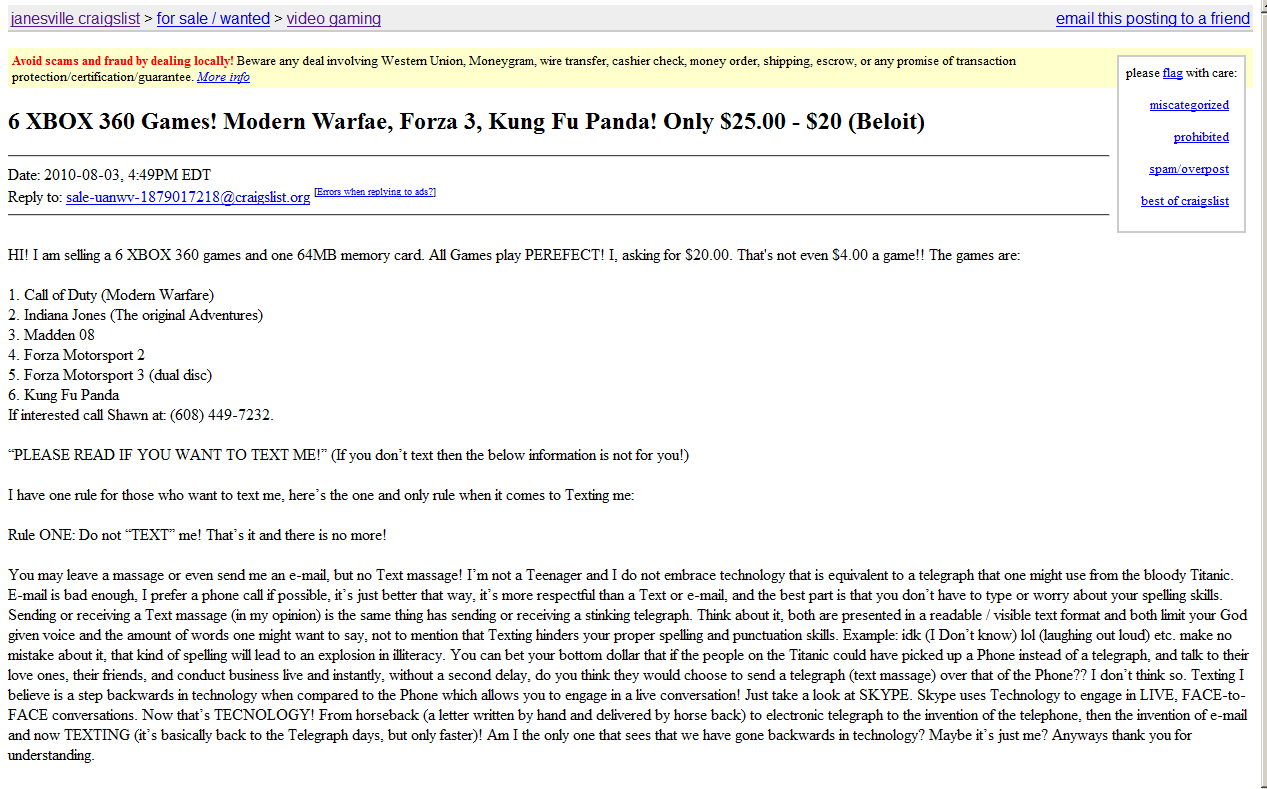 janesville craigslist > for sale / wanted > video gaming
email this posting to a friend
Avoid scams and fraud by dealing locally! Beware any deal involving Western Union, Moneygram, wire transfer, cashier check, money order, shipping, escrow, or any promise of transaction
protection/certification/guarantee. More info
please flag with care:
miscategorized
prohibited
spam/overpost
best of craigslist
6 XBOX 360 Games! Modern Warfae, Forza 3, Kung Fu Panda! Only $25.00 - $20 (Beloit)
Date: 2010-08-03, 4:49PM EDT
Reply to: sale-uanwv-1879017218@craigslist.org [Errors when replying to ads?]
HI! I am selling a 6 XBOX 360 games and one 64MB memory card. All Games play PEREFECT! I, asking for $20.00. That's not even $4.00 a game!! The games are:
1. Call of Duty (Modern Warfare)
2. Indiana Jones (The original Adventures)
3. Madden 08
4. Forza Motorsport 2
5. Forza Motorsport 3 (dual disc)
6. Kung Fu Panda
If interested call Shawn at: (608) 449-7232.
“PLEASE READ IF YOU WANT TO TEXT ME!” (If you don’t text then the below information is not for you!)
I have one rule for those who want to text me, here’s the one and only rule when it comes to Texting me:
Rule ONE: Do not “TEXT” me! That’s it and there is no more!
You may leave a massage or even send me an e-mail, but no Text massage! I’m not a Teenager and I do not embrace technology that is equivalent to a telegraph that one might use from the bloody Titanic.
E-mail is bad enough, I prefer a phone call if possible, it’s just better that way, it’s more respectful than a Text or e-mail, and the best part is that you don’t have to type or worry about your spelling skills.
Sending or receiving a Text massage (in my opinion) is the same thing has sending or receiving a stinking telegraph. Think about it, both are presented in a readable / visible text format and both limit your God
given voice and the amount of words one might want to say, not to mention that Texting hinders your proper spelling and punctuation skills. Example: idk (I Don’t know) lol (laughing out loud) etc. make no
mistake about it, that kind of spelling will lead to an explosion in illiteracy. You can bet your bottom dollar that if the people on the Titanic could have picked up a Phone instead of a telegraph, and talk to their
love ones, their friends, and conduct business live and instantly, without a second delay, do you think they would choose to send a telegraph (text massage) over that of the Phone?? I don’t think so. Texting I
believe is a step backwards in technology when compared to the Phone which allows you to engage in a live conversation! Just take a look at SKYPE. Skype uses Technology to engage in LIVE, FACE-to-
FACE conversations. Now that’s TECNOLOGY! From horseback (a letter written by hand and delivered by horse back) to electronic telegraph to the invention of the telephone, then the invention of e-mail
and now TEXTING (it’s basically back to the Telegraph days, but only faster)! Am I the only one that sees that we have gone backwards in technology? Maybe it’s just me? Anyways thank you for
understanding.